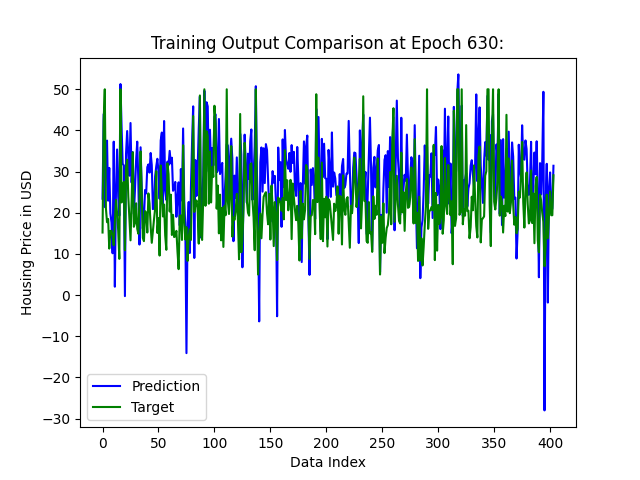 Training Output Comparison at Epoch 630:
Housing Price in USD
50
40
30
20
10
0
−10
−20
−30
Prediction
Target
0 50 100 150 200 250 300 350 400
Data Index